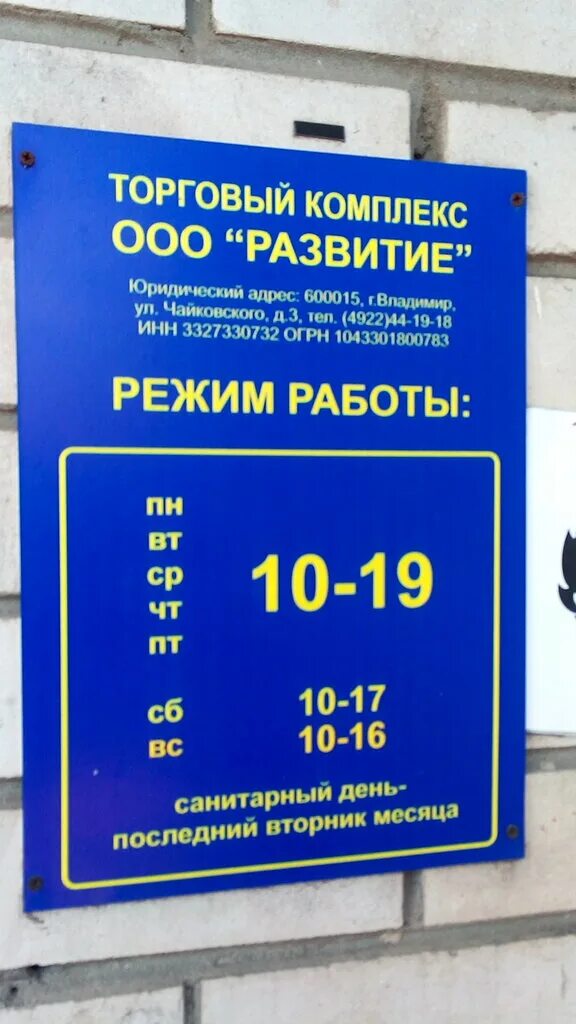 ТОРГОВЫЙ КОМПЛЕКС
ООО “РАЗВИТИЕ”
Юридический адрес: 600015, г.Владимир,
ул. Чайковского, д.3, тел. (4922)44-19-18
ИНН 3327330732 ОГРН 1043301800783
РЕЖИМ РАБОТЫ:
пн
вт
ср
чт
пт
10-19
сб 10-17
вс 10-16
санитарный день-
последний вторник месяца